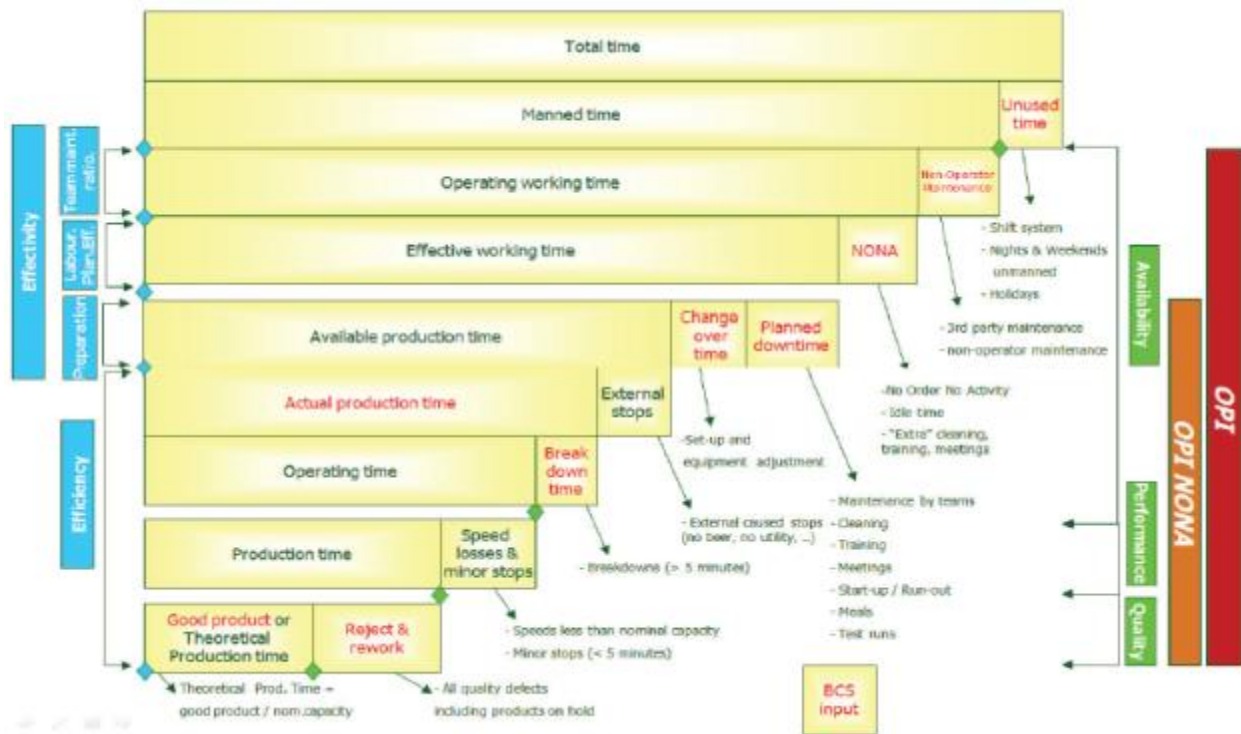 Total time
Manned time
Unused
time
Operating working time
Non-Operator
Maintenance
Effective working time
NONA
Available production time
Change
over
time
Planned
downtime
Actual production time
External
stops
Operating time
Break
down
time
Production time
Speed
losses &
minor stops
Good product or
Theoretical
Production time
Reject &
rework
BCS
input
Effectivity
Efficiency
Team maint.
ratio.
Labour.
Plan.Eff.
Preparation
- Shift system
- Nights & Weekends
unmanned
- Holidays
- 3rd party maintenance
- non-operator maintenance
-No Order No Activity
- Idle time
- "Extra" cleaning,
training, meetings
-Set-up and
equipment adjustment
- Maintenance by teams
- Cleaning
- Training
- Meetings
- Start-up / Run-out
- Meals
- Test runs
- External caused stops
(no beer, no utility, ..)
- Breakdowns (> 5 minutes)
- Speeds less than nominal capacity
- Minor stops (< 5 minutes)
- All quality defects
including products on hold
Theoretical Prod. Time =
good product / nom.capacity
Availability
Performance
Quality
OPI NONA
OPI